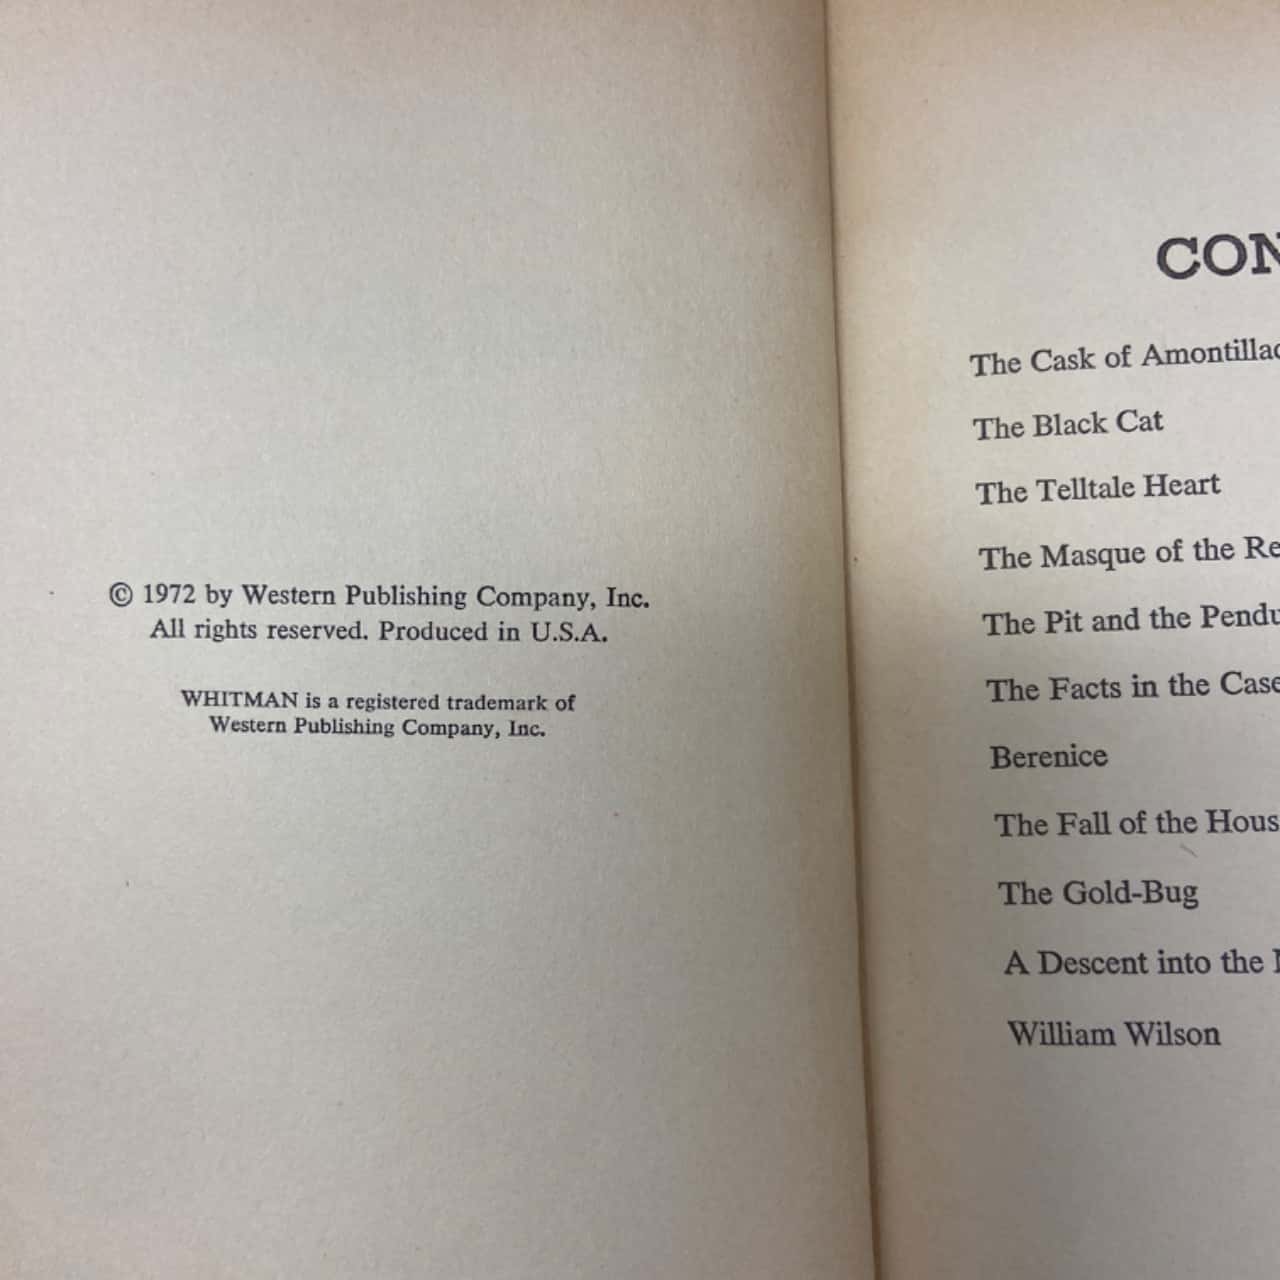 © 1972 by Western Publishing Company, Inc.
All rights reserved. Produced in U.S.A.
WHITMAN is a registered trademark of
Western Publishing Company, Inc.
CON
The Cask of Amontillad
The Black Cat
The Telltale Heart
The Masque of the Re
The Pit and the Pendu
The Facts in the Case
Berenice
The Fall of the Hous
The Gold-Bug
A Descent into the M
William Wilson